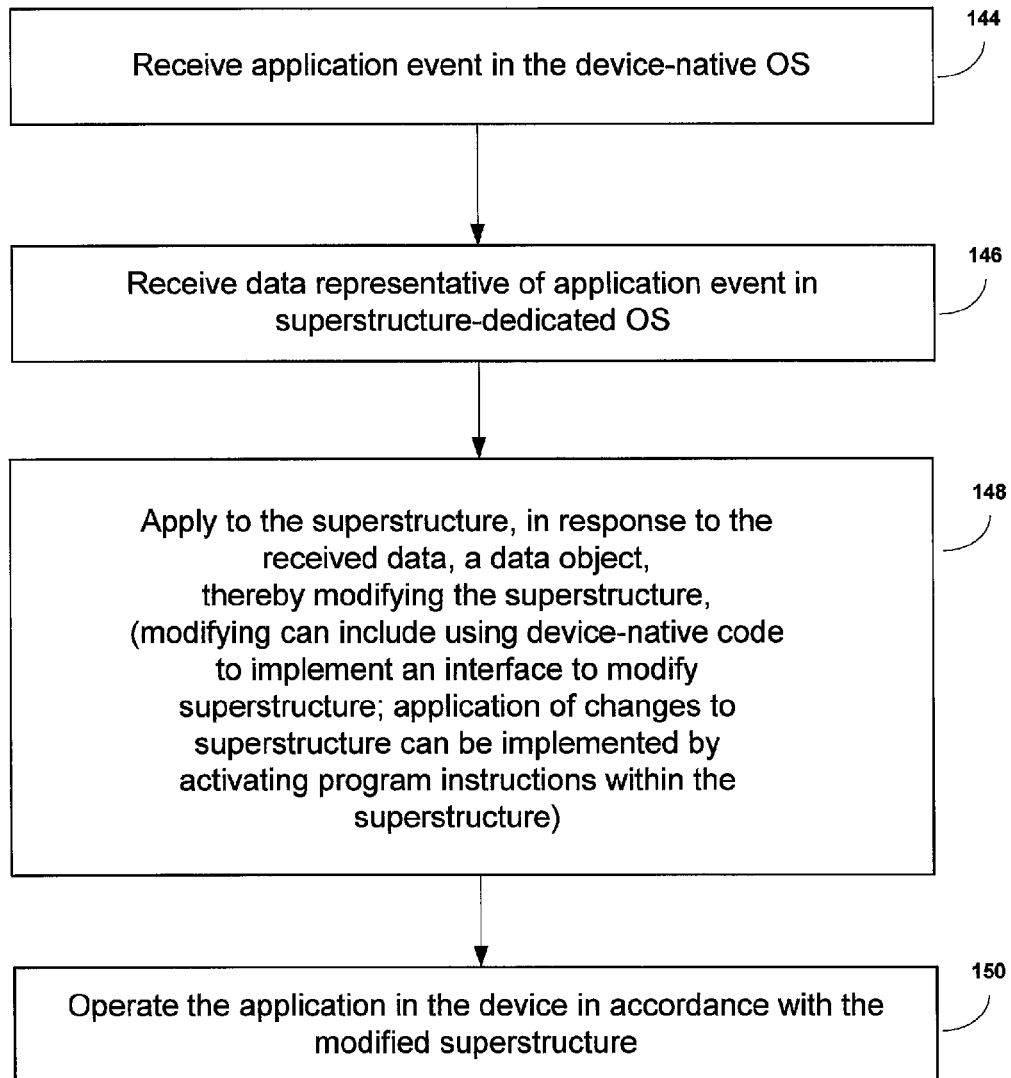 144
Receive application event in the device-native OS
146
Receive data representative of application event in
superstructure-dedicated OS
148
Apply to the superstructure, in response to the
received data, a data object,
thereby modifying the superstructure,
(modifying can include using device-native code
to implement an interface to modify
superstructure; application of changes to
superstructure can be implemented by
activating program instructions within the
superstructure)
150
Operate the application in the device in accordance with the
modified superstructure